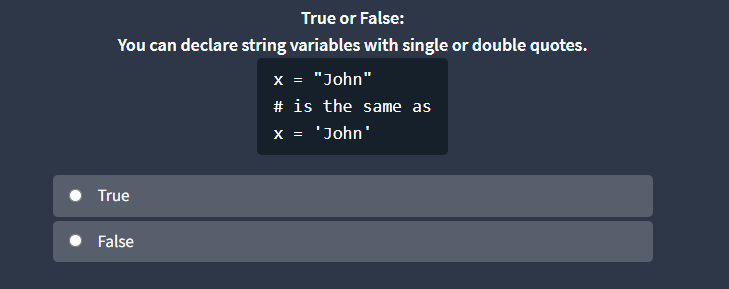 True or False:
You can declare string variables with single or double quotes.
x = "John"
# is the same as
x = 'John'
True
False